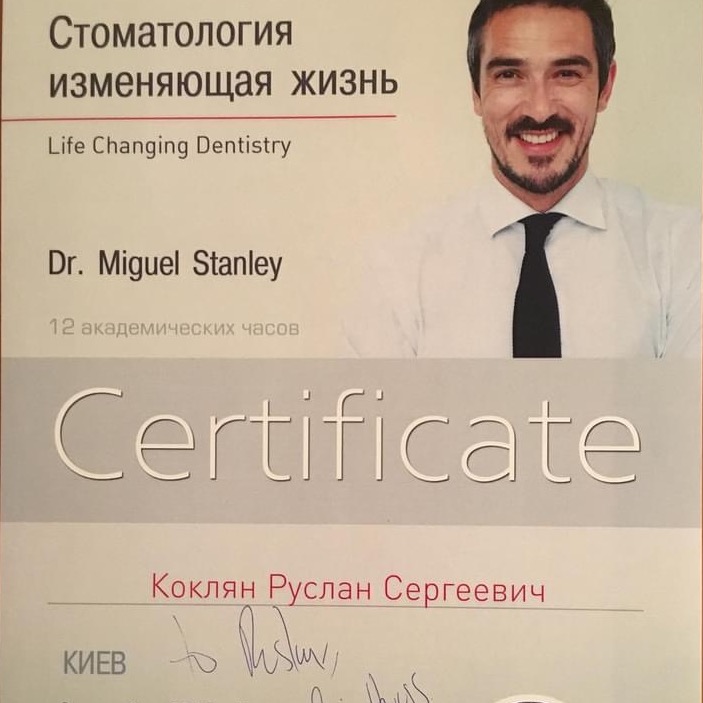 Стоматология
изменяющая жизнь
Life Changing Dentistry
Dr. Miguel Stanley
12 академических часов
Certificate
Коклян Руслан Сергеевич
to Ruslan,
КИЕВ